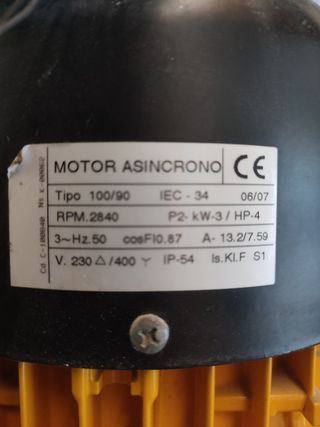 MOTOR ASINCRONO CE
Tipo 100/90 IEC - 34 06/07
RPM.2840 P2- kW-3 / HP-4
3~Hz.50 cosFI0.87 A- 13.2/7.59
V. 230 △/400 Y IP-54 Is.Kl.F S1